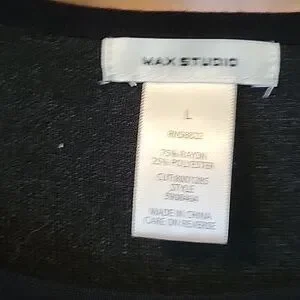 MAX STUDIO
L
75% RAYON
25% POLYESTER
STYLE
MADE IN CHINA
CARE ON REVERSE